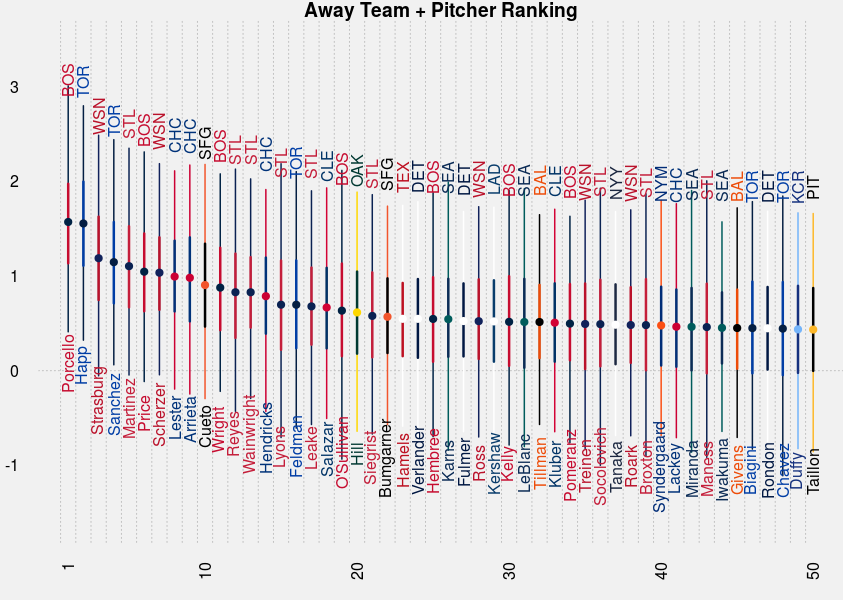 Away Team + Pitcher Ranking
3
2
1
0
-1
BOS TOR WSN TOR STL BOS WSN CHC CHC SFG BOS STL STL CHC STL TOR STL CLE BOS OAK STL SFG TEX DET BOS SEA DET WSN LAD BOS SEA BAL CLE BOS WSN STL NYY WSN STL NYM CHC SEA STL SEA BAL TOR DET TOR KCR PIT
Porcello Happ Strasburg Sanchez Martinez Price Scherzer Lester Arrieta Cueto Wright Reyes Wainwright Hendricks Lyons Feldman Leake Salazar O'Sullivan Hill Siegrist Bumgarner Hamels Verlander Hembree Karns Fulmer Ross Kershaw Kelly LeBlanc Tillman Kluber Pomeranz Treinen Socolovich Tanaka Roark Broxton Syndergaard Lackey Miranda Maness Iwakuma Givens Biagini Rondon Chavez Duffy Taillon
1 10 20 30 40 50